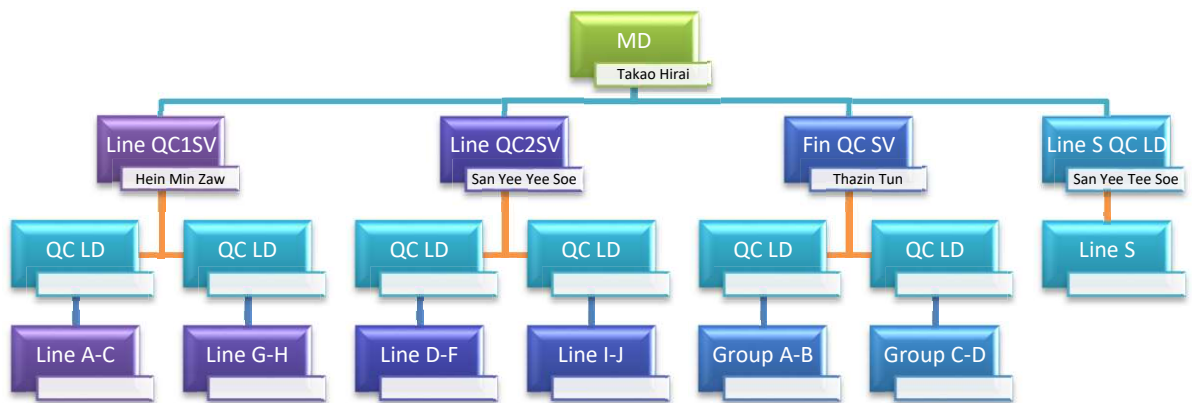 MD
Takao Hirai
Line QC1SV
Line QC2SV
Fin QC SV
Line S QC LD
Hein Min Zaw
San Yee Yee Soe
Thazin Tun
San Yee Tee Soe
QC LD
QC LD
QC LD
QC LD
QC LD
QC LD
Line S
Line A-C
Line G-H
Line D-F
Line I-J
Group A-B
Group C-D